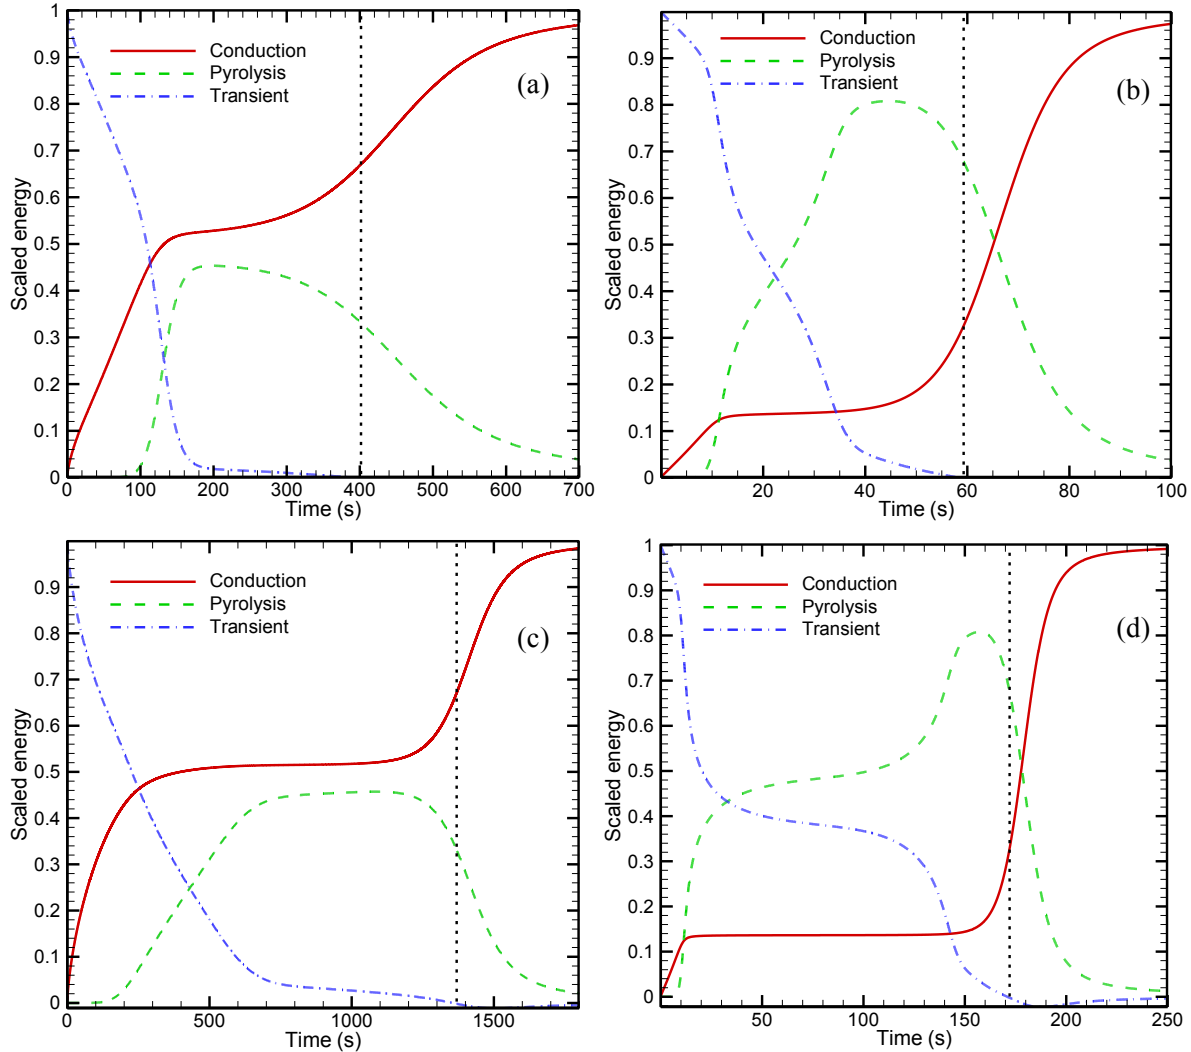 1
0.9
0.8
0.7
0.6
0.5
0.4
0.3
0.2
0.1
0
Scaled energy
Conduction
Pyrolysis
Transient
(a)
0 100 200 300 400 500 600 700
Time (s)
1
0.9
0.8
0.7
0.6
0.5
0.4
0.3
0.2
0.1
0
Scaled energy
Conduction
Pyrolysis
Transient
(b)
20 40 60 80 100
Time (s)
0.9
0.8
0.7
0.6
0.5
0.4
0.3
0.2
0.1
0
Scaled energy
Conduction
Pyrolysis
Transient
(c)
0 500 1000 1500
Time (s)
1
0.9
0.8
0.7
0.6
0.5
0.4
0.3
0.2
0.1
0
Scaled energy
Conduction
Pyrolysis
Transient
(d)
50 100 150 200 250
Time (s)